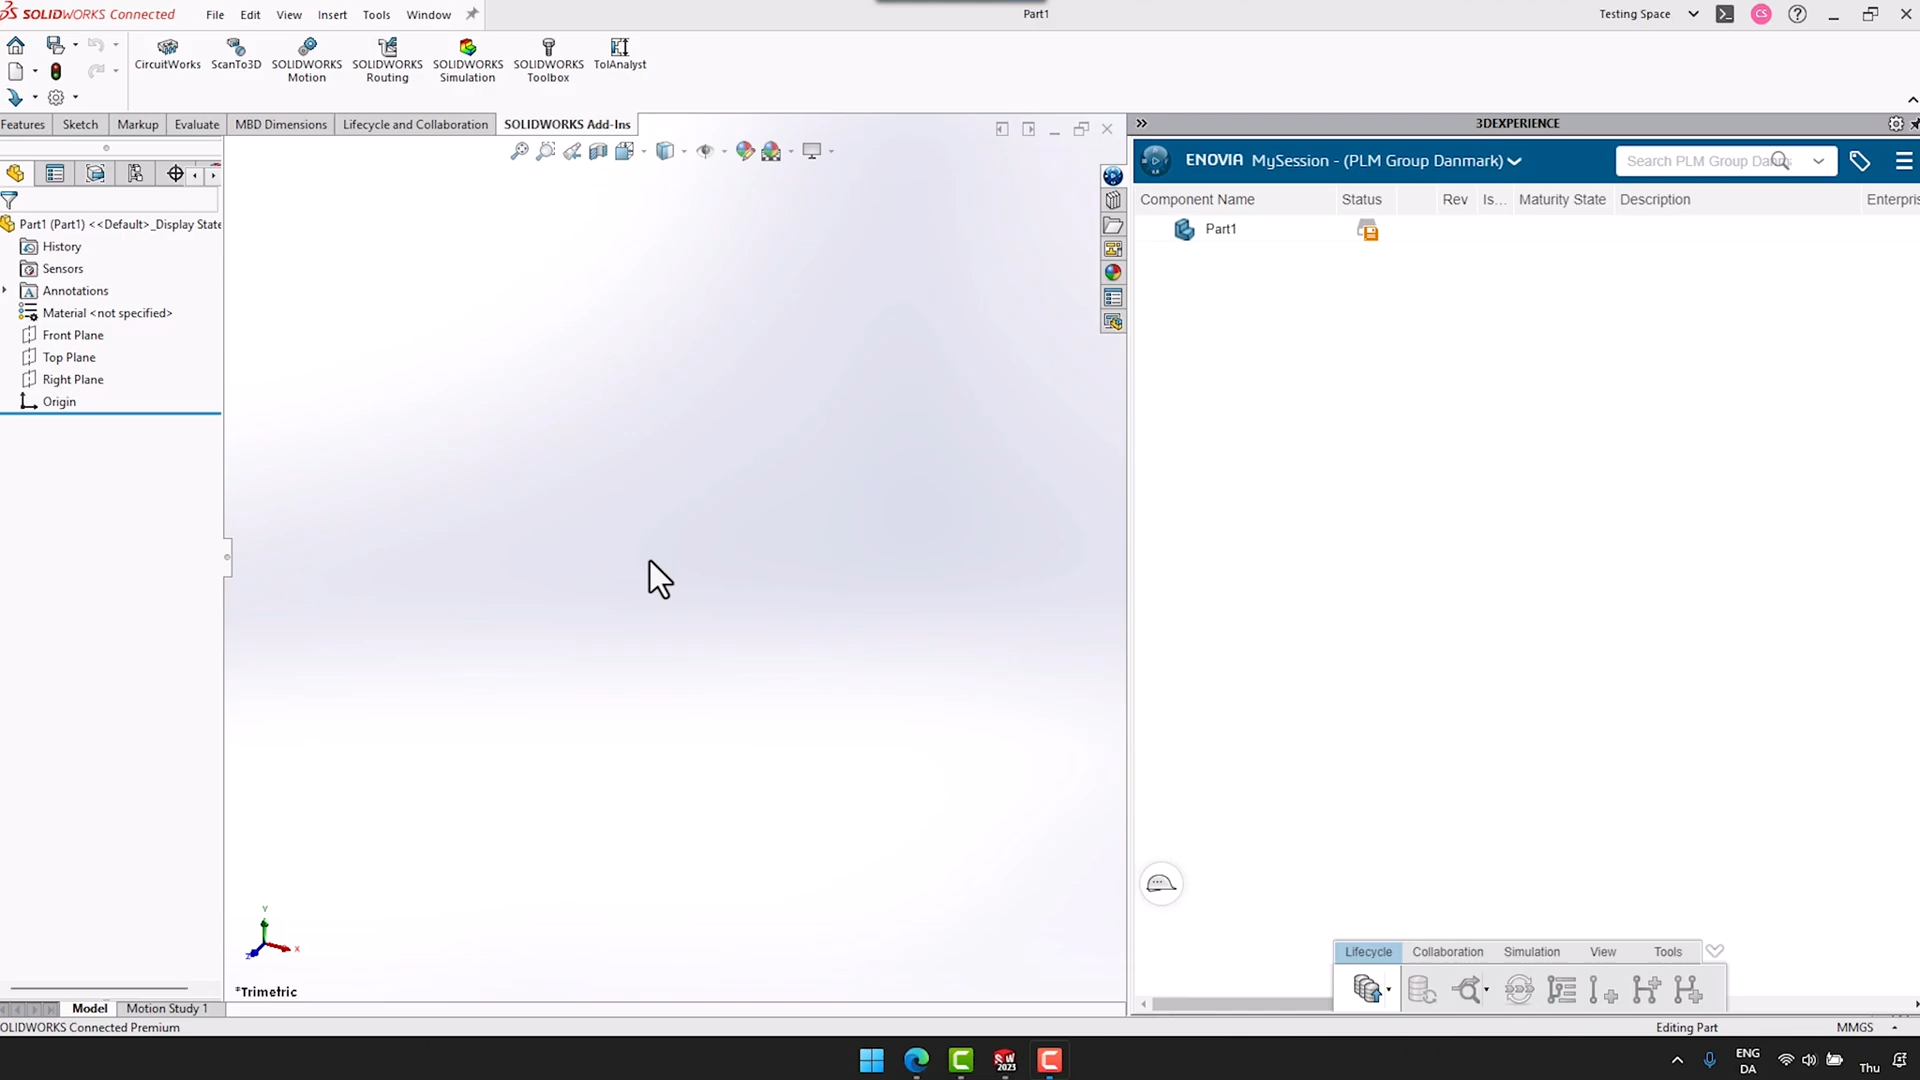 SOLIDWORKS Connected File Edit View Insert Tools Window Part1 Testing Space
CS ?
CircuitWorks ScanTo3D SOLIDWORKS Motion SOLIDWORKS Routing SOLIDWORKS Simulation SOLIDWORKS Toolbox TolAnalyst
Features Sketch Markup Evaluate MBD Dimensions Lifecycle and Collaboration SOLIDWORKS Add-Ins
3DEXPERIENCE
ENOVIA MySession - (PLM Group Danmark)
Search PLM Group Danm
Component Name Status Rev Is... Maturity State Description Enterpris
Part1
Part1 (Part1) <<Default>_Display State
History
Sensors
Annotations
Material <not specified>
Front Plane
Top Plane
Right Plane
Origin
Y
X
Z
*Trimetric
Lifecycle Collaboration Simulation View Tools
Model Motion Study 1
OLIDWORKS Connected Premium
Editing Part MMGS
SW
2023
ENG
DA
Thu